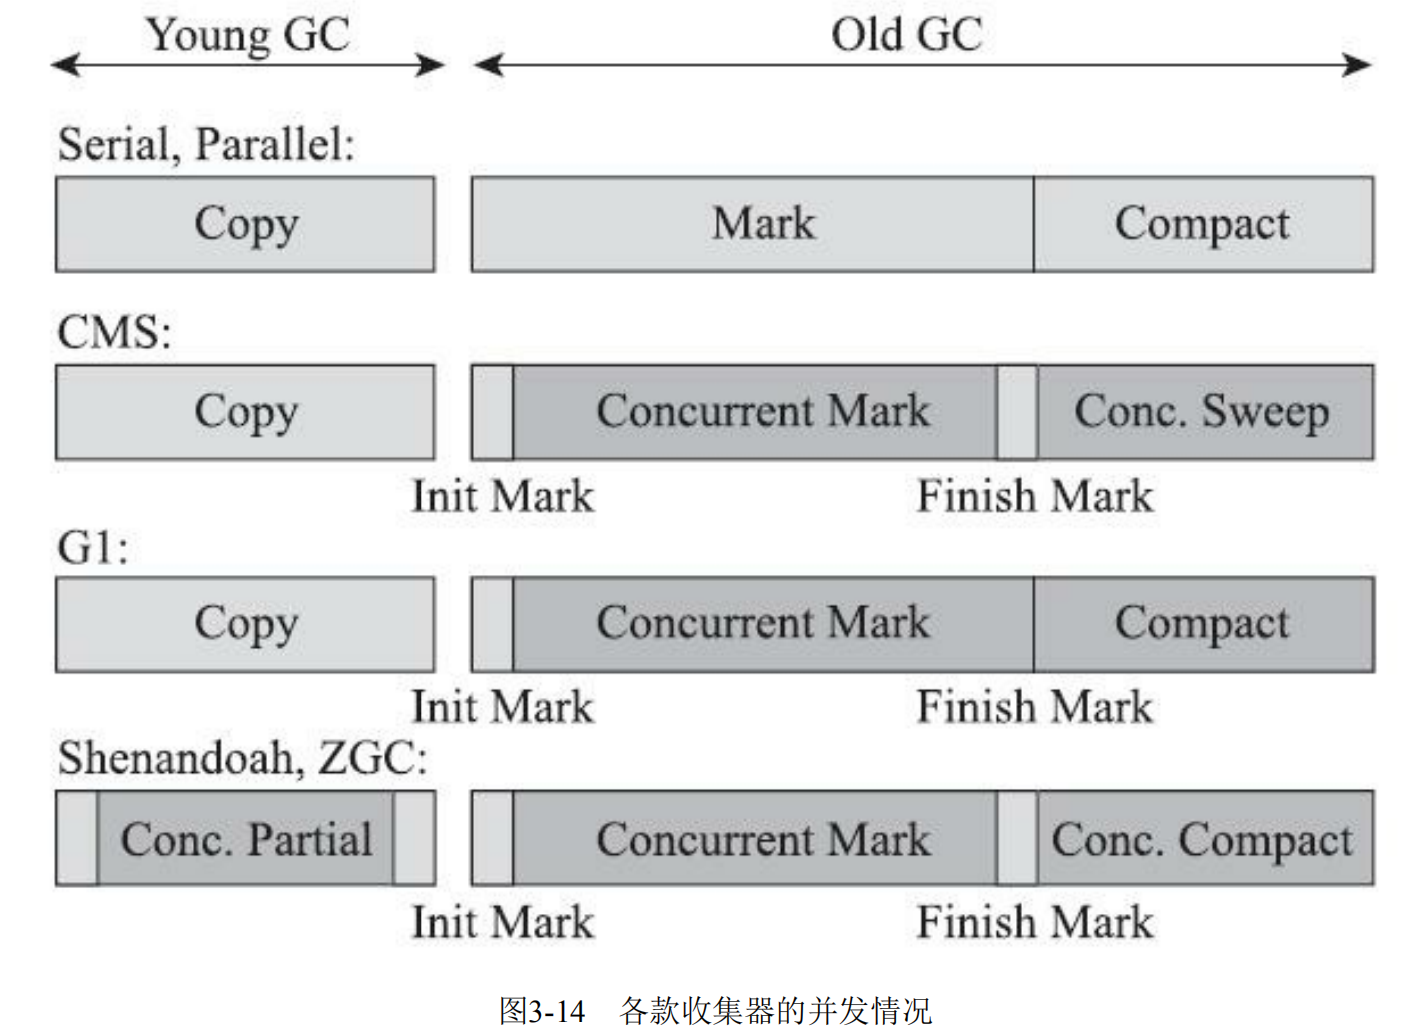 Young GC Old GC
Serial, Parallel:
Copy Mark Compact
CMS:
Copy Concurrent Mark Conc. Sweep
Init Mark Finish Mark
G1:
Copy Concurrent Mark Compact
Init Mark Finish Mark
Shenandoah, ZGC:
Conc. Partial Concurrent Mark Conc. Compact
Init Mark Finish Mark
图3-14 各款收集器的并发情况